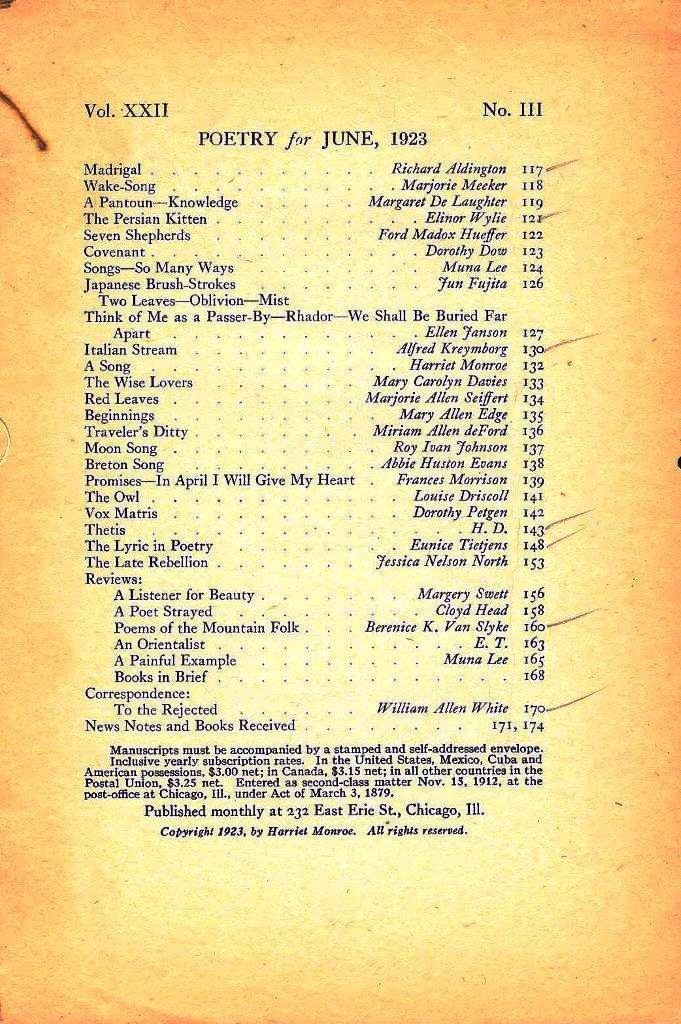 Vol. XXII No. III
POETRY for JUNE, 1923
Madrigal . . . . . . . . . . . Richard Aldington 117
Wake-Song . . . . . . . . . . . Marjorie Meeker 118
A Pantoun—Knowledge . . . . . Margaret De Laughter 119
The Persian Kitten . . . . . . . . . . Elinor Wylie 121
Seven Shepherds . . . . . . . . Ford Madox Hueffer 122
Covenant . . . . . . . . . . . . . Dorothy Dow 123
Songs—So Many Ways . . . . . . . . . Muna Lee 124
Japanese Brush-Strokes . . . . . . . . . Jun Fujita 126
Two Leaves—Oblivion—Mist
Think of Me as a Passer-By—Rhador—We Shall Be Buried Far
Apart . . . . . . . . . . . . Ellen Janson 127
Italian Stream . . . . . . . . . . Alfred Kreymborg 130
A Song . . . . . . . . . . . . Harriet Monroe 132
The Wise Lovers . . . . . . . . Mary Carolyn Davies 133
Red Leaves . . . . . . . . . Marjorie Allen Seiffert 134
Beginnings . . . . . . . . . . . Mary Allen Edge 135
Traveler's Ditty . . . . . . . . Miriam Allen deFord 136
Moon Song . . . . . . . . . . . Roy Ivan Johnson 137
Breton Song . . . . . . . . . . Abbie Huston Evans 138
Promises—In April I Will Give My Heart . Frances Morrison 139
The Owl . . . . . . . . . . . . Louise Driscoll 141
Vox Matris . . . . . . . . . . . Dorothy Petgen 142
Thetis . . . . . . . . . . . . . . . H. D. 143
The Lyric in Poetry . . . . . . . . Eunice Tietjens 148
The Late Rebellion . . . . . . . Jessica Nelson North 153
Reviews:
A Listener for Beauty . . . . . . . Margery Swett 156
A Poet Strayed . . . . . . . . . . Cloyd Head 158
Poems of the Mountain Folk . . . Berenice K. Van Slyke 160
An Orientalist . . . . . . . . . . . . E. T. 163
A Painful Example . . . . . . . . . Muna Lee 165
Books in Brief . . . . . . . . . . . . . . 168
Correspondence:
To the Rejected . . . . . . . William Allen White 170
News Notes and Books Received . . . . . . . . . 171, 174
Manuscripts must be accompanied by a stamped and self-addressed envelope.
Inclusive yearly subscription rates. In the United States, Mexico, Cuba and
American possessions, $3.00 net; in Canada, $3.15 net; in all other countries in the
Postal Union, $3.25 net. Entered as second-class matter Nov. 15, 1912, at the
post-office at Chicago, Ill., under Act of March 3, 1879.
Published monthly at 232 East Erie St., Chicago, Ill.
Copyright 1923, by Harriet Monroe. All rights reserved.